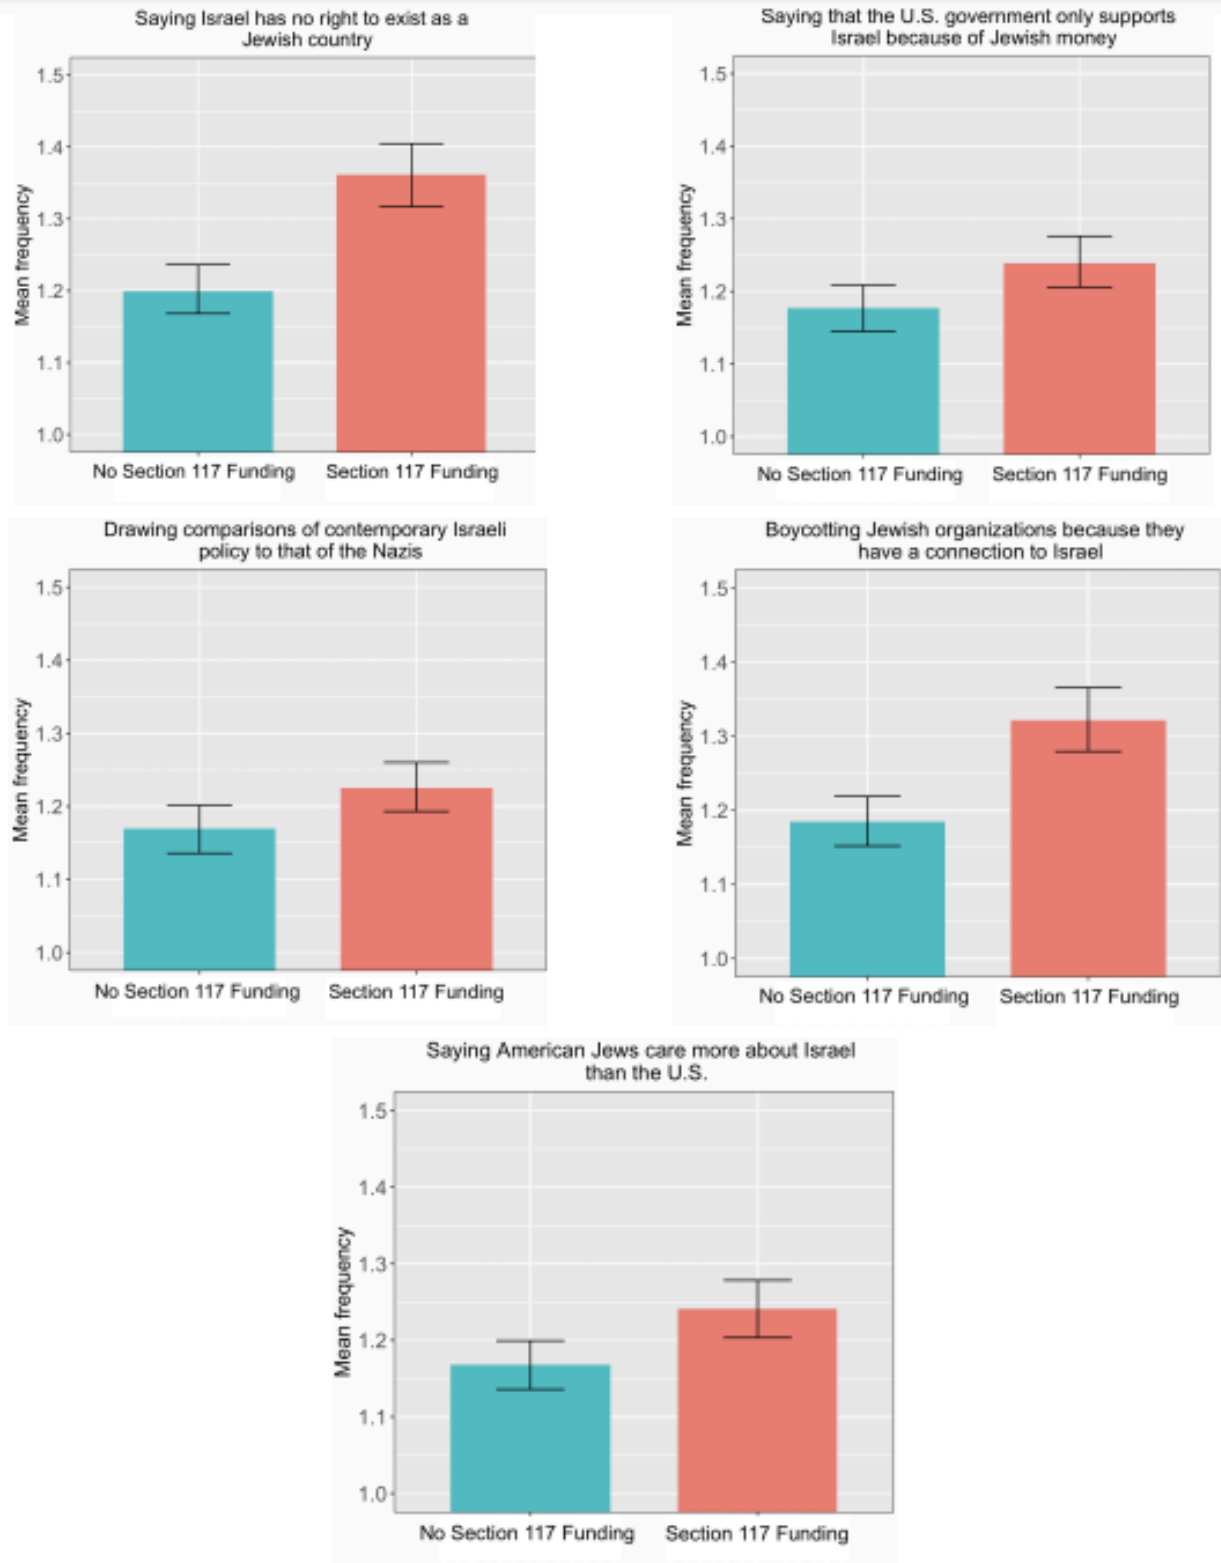 Saying Israel has no right to exist as a
Jewish country
1.5
1.4
1.3
1.2
1.1
1.0
Mean frequency
No Section 117 Funding
Section 117 Funding
Saying that the U.S. government only supports
Israel because of Jewish money
1.5
1.4
1.3
1.2
1.1
1.0
Mean frequency
No Section 117 Funding
Section 117 Funding
Drawing comparisons of contemporary Israeli
policy to that of the Nazis
1.5
1.4
1.3
1.2
1.1
1.0
Mean frequency
No Section 117 Funding
Section 117 Funding
Boycotting Jewish organizations because they
have a connection to Israel
1.5
1.4
1.3
1.2
1.1
1.0
Mean frequency
No Section 117 Funding
Section 117 Funding
Saying American Jews care more about Israel
than the U.S.
1.5
1.4
1.3
1.2
1.1
1.0
Mean frequency
No Section 117 Funding
Section 117 Funding